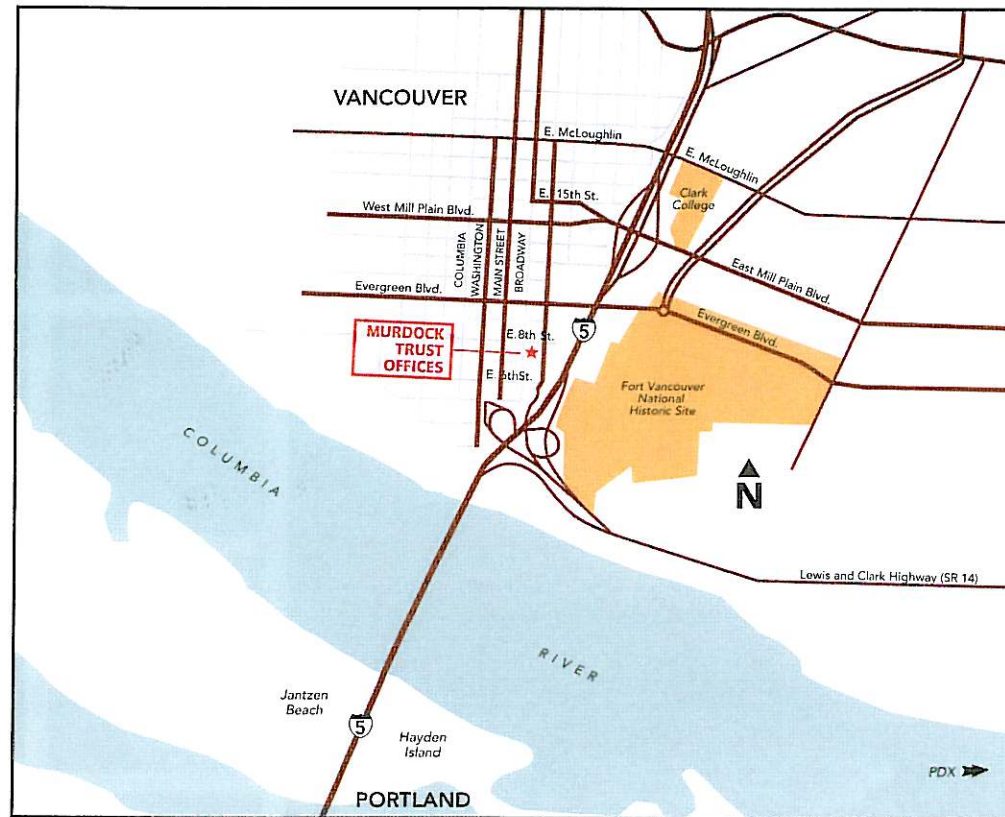 VANCOUVER
E. McLoughlin
E. McLoughlin
Clark
College
E. 15th St.
West Mill Plain Blvd.
COLUMBIA
WASHINGTON
MAIN STREET
BROADWAY
East Mill Plain Blvd.
Evergreen Blvd.
Evergreen Blvd.
5
MURDOCK
TRUST
OFFICES
E. 8th St.
E. 6th St.
Fort Vancouver
National
Historic Site
N
COLUMBIA
Lewis and Clark Highway (SR 14)
RIVER
Jantzen
Beach
5
Hayden
Island
PDX
PORTLAND